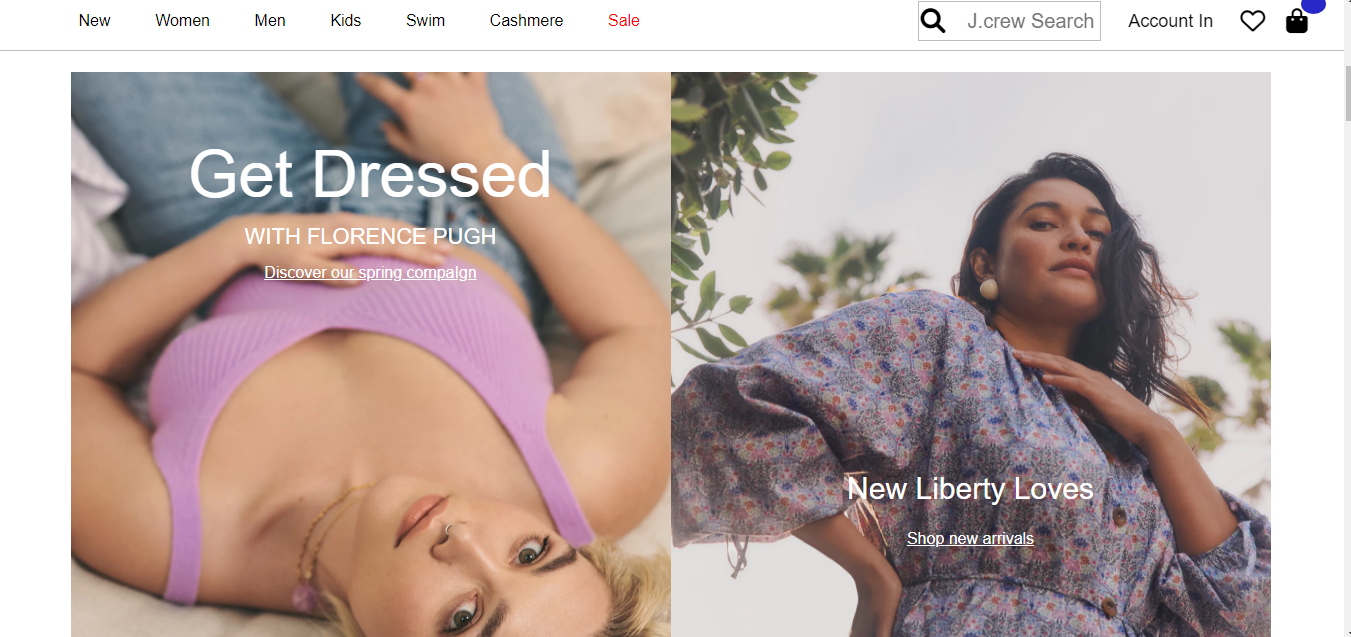 New Women Men Kids Swim Cashmere Sale J.crew Search Account In
Get Dressed
WITH FLORENCE PUGH
Discover our spring compaIgn
New Liberty Loves
Shop new arrivals